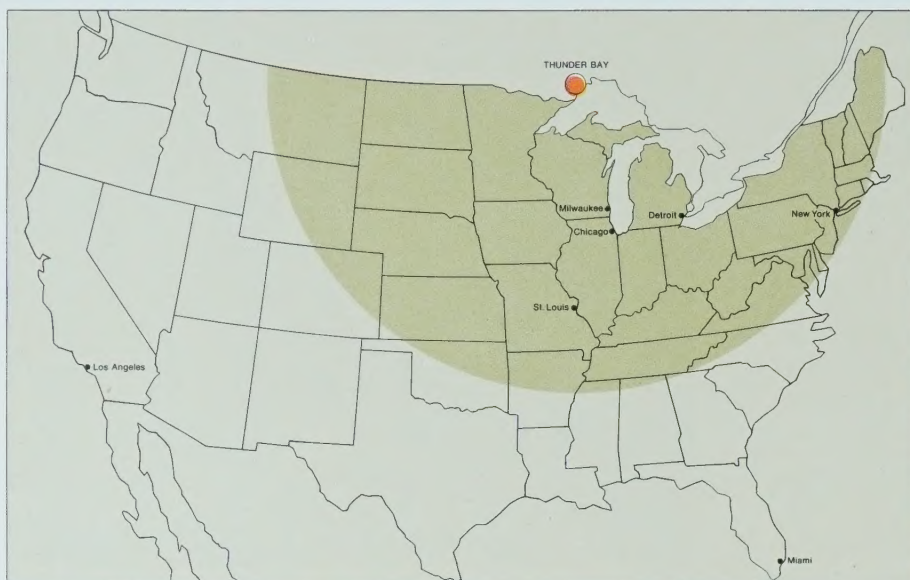 THUNDER BAY
Milwaukee
Detroit
New York
Chicago
St. Louis
Los Angeles
Miami